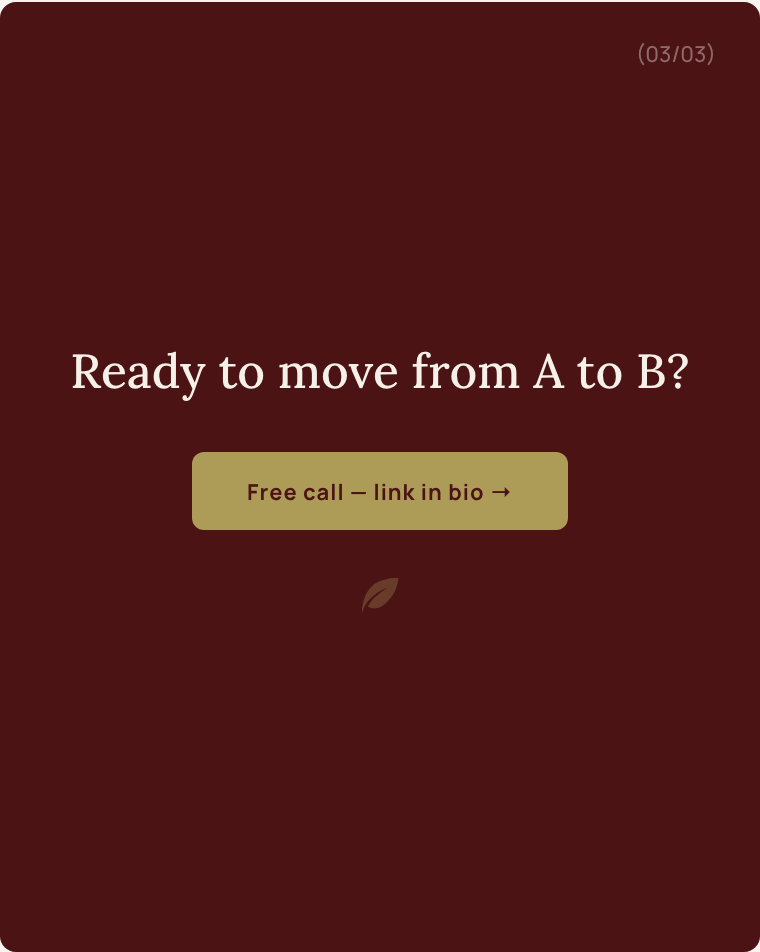 (03/03)
Ready to move from A to B?
Free call — link in bio →